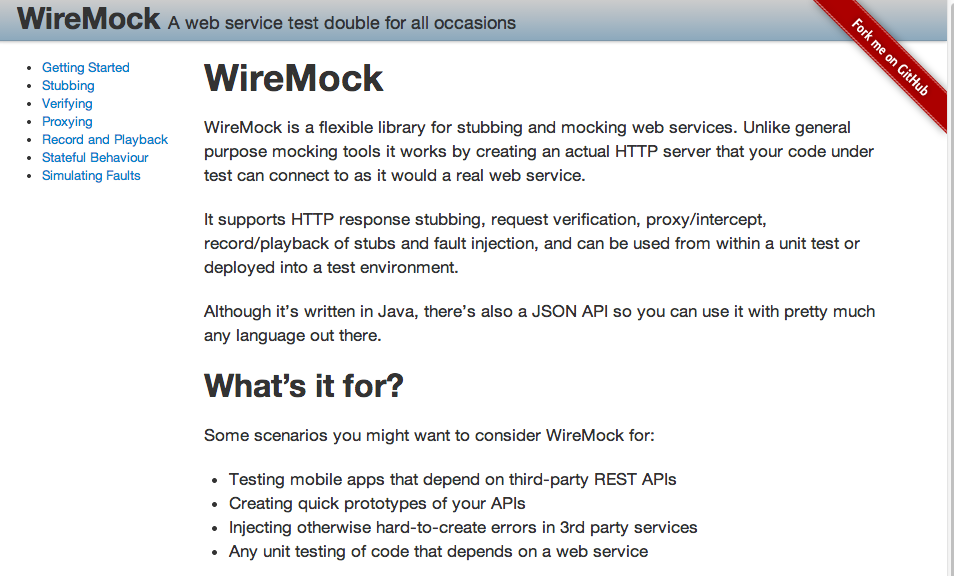 WireMock A web service test double for all occasions
Fork me on GitHub
Getting Started
Stubbing
Verifying
Proxying
Record and Playback
Stateful Behaviour
Simulating Faults
WireMock
WireMock is a flexible library for stubbing and mocking web services. Unlike general
purpose mocking tools it works by creating an actual HTTP server that your code under
test can connect to as it would a real web service.
It supports HTTP response stubbing, request verification, proxy/intercept,
record/playback of stubs and fault injection, and can be used from within a unit test or
deployed into a test environment.
Although it’s written in Java, there’s also a JSON API so you can use it with pretty much
any language out there.
What’s it for?
Some scenarios you might want to consider WireMock for:
Testing mobile apps that depend on third-party REST APIs
Creating quick prototypes of your APIs
Injecting otherwise hard-to-create errors in 3rd party services
Any unit testing of code that depends on a web service